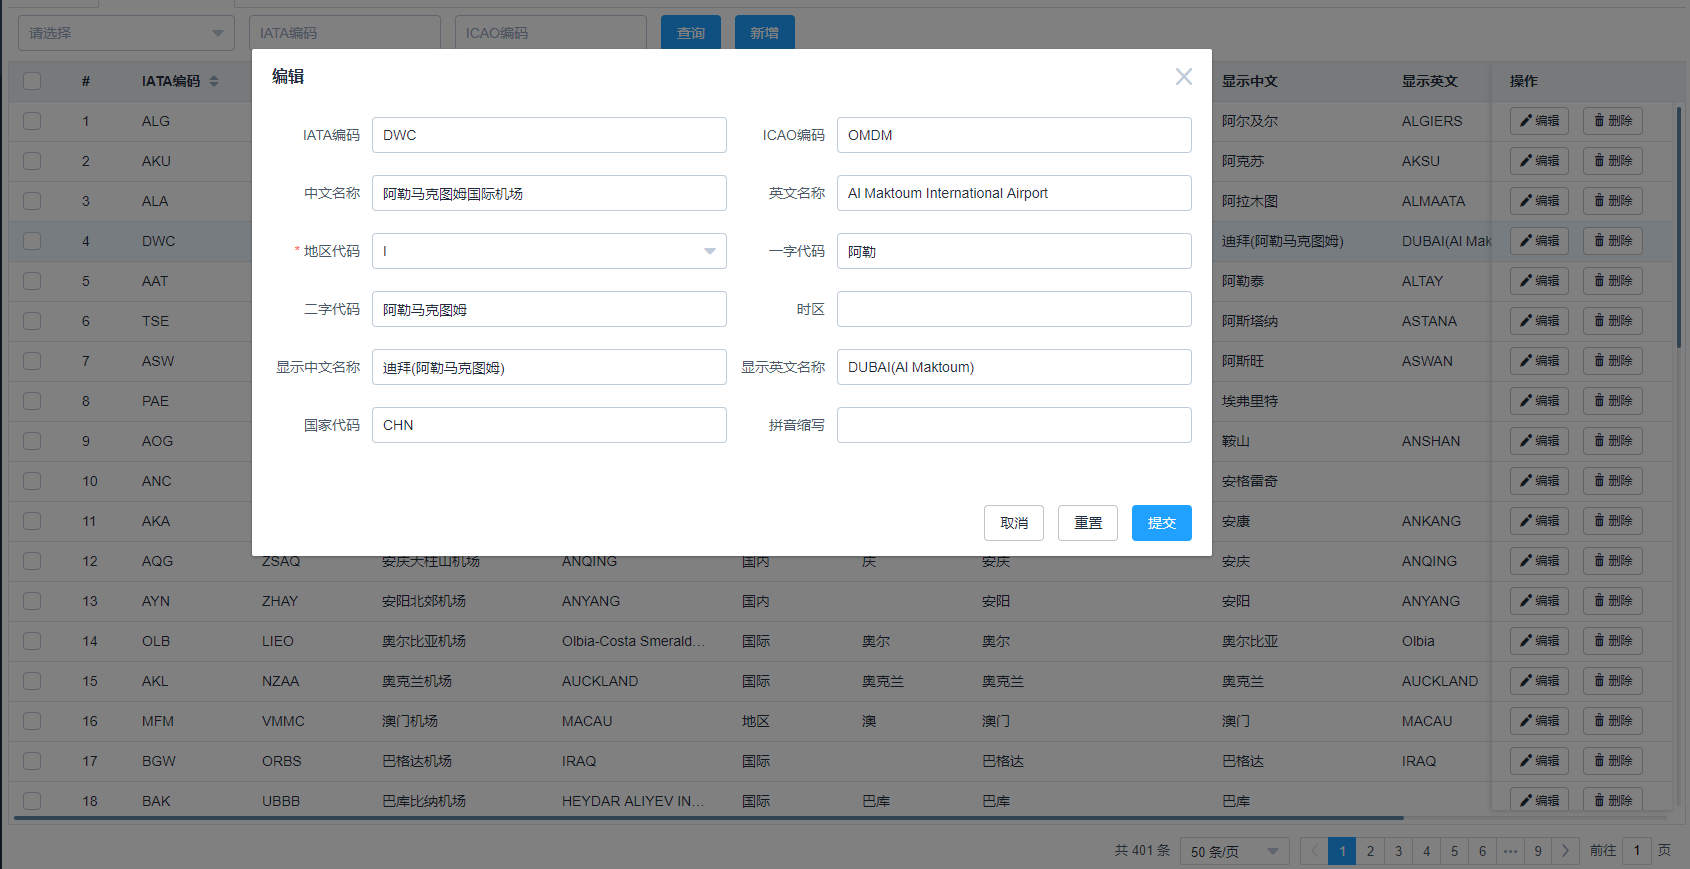 请选择 IATA编码 ICAO编码 查询 新增
# IATA编码 显示中文 显示英文 操作
编辑
IATA编码 DWC ICAO编码 OMDM
中文名称 阿勒马克图姆国际机场 英文名称 Al Maktoum International Airport
* 地区代码 I 一字代码 阿勒
二字代码 阿勒马克图姆 时区
显示中文名称 迪拜(阿勒马克图姆) 显示英文名称 DUBAI(Al Maktoum)
国家代码 CHN 拼音缩写
取消 重置 提交
1 ALG 阿尔及尔 ALGIERS 编辑 删除
2 AKU 阿克苏 AKSU 编辑 删除
3 ALA 阿拉木图 ALMAATA 编辑 删除
4 DWC 迪拜(阿勒马克图姆) DUBAI(Al Mak 编辑 删除
5 AAT 阿勒泰 ALTAY 编辑 删除
6 TSE 阿斯塔纳 ASTANA 编辑 删除
7 ASW 阿斯旺 ASWAN 编辑 删除
8 PAE 埃弗里特 编辑 删除
9 AOG 鞍山 ANSHAN 编辑 删除
10 ANC 安格雷奇 编辑 删除
11 AKA 安康 ANKANG 编辑 删除
12 AQG ZSAQ 安庆大柱山机场 ANQING 国内 庆 安庆 安庆 ANQING 编辑 删除
13 AYN ZHAY 安阳北郊机场 ANYANG 国内 安阳 安阳 ANYANG 编辑 删除
14 OLB LIEO 奥尔比亚机场 Olbia-Costa Smerald... 国际 奥尔 奥尔 奥尔比亚 Olbia 编辑 删除
15 AKL NZAA 奥克兰机场 AUCKLAND 国际 奥克兰 奥克兰 奥克兰 AUCKLAND 编辑 删除
16 MFM VMMC 澳门机场 MACAU 地区 澳 澳门 澳门 MACAU 编辑 删除
17 BGW ORBS 巴格达机场 IRAQ 国际 巴格达 巴格达 IRAQ 编辑 删除
18 BAK UBBB 巴库比纳机场 HEYDAR ALIYEV IN... 国际 巴库 巴库 巴库 编辑 删除
共 401 条 50 条/页 1 2 3 4 5 6 ••• 9 前往 1 页